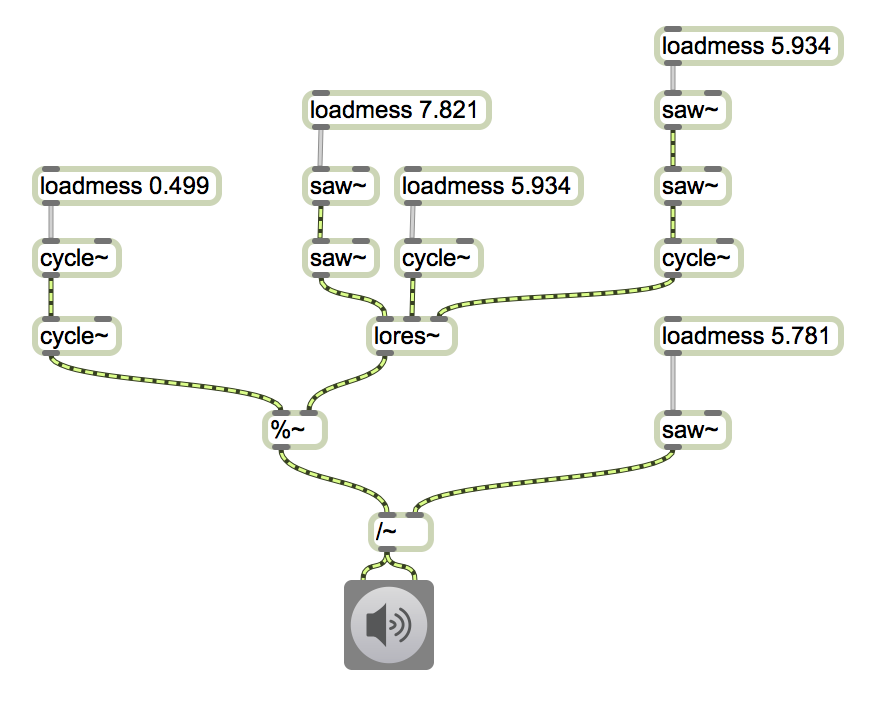 loadmess 5.934
loadmess 7.821
saw~
loadmess 0.499
saw~
loadmess 5.934
saw~
cycle~
saw~
cycle~
cycle~
cycle~
lores~
loadmess 5.781
%~
saw~
/~